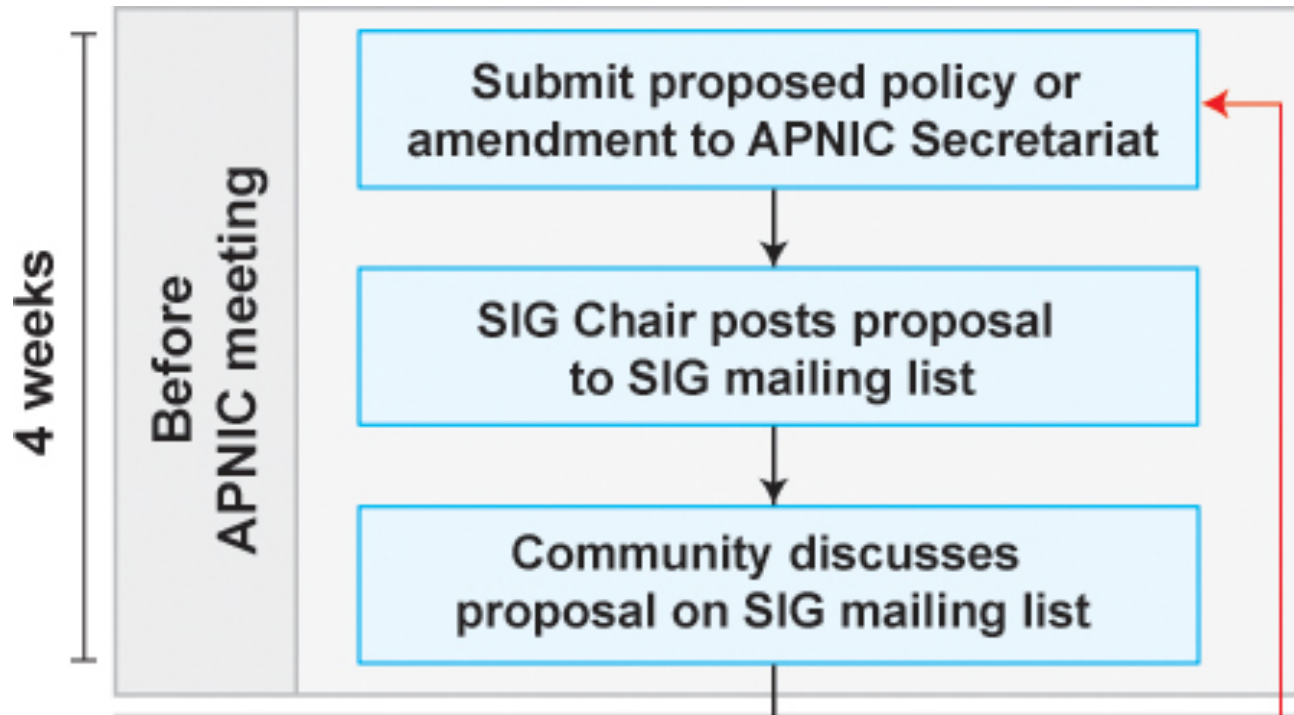 4 weeks
Before
APNIC meeting
Submit proposed policy or
amendment to APNIC Secretariat
SIG Chair posts proposal
to SIG mailing list
Community discusses
proposal on SIG mailing list